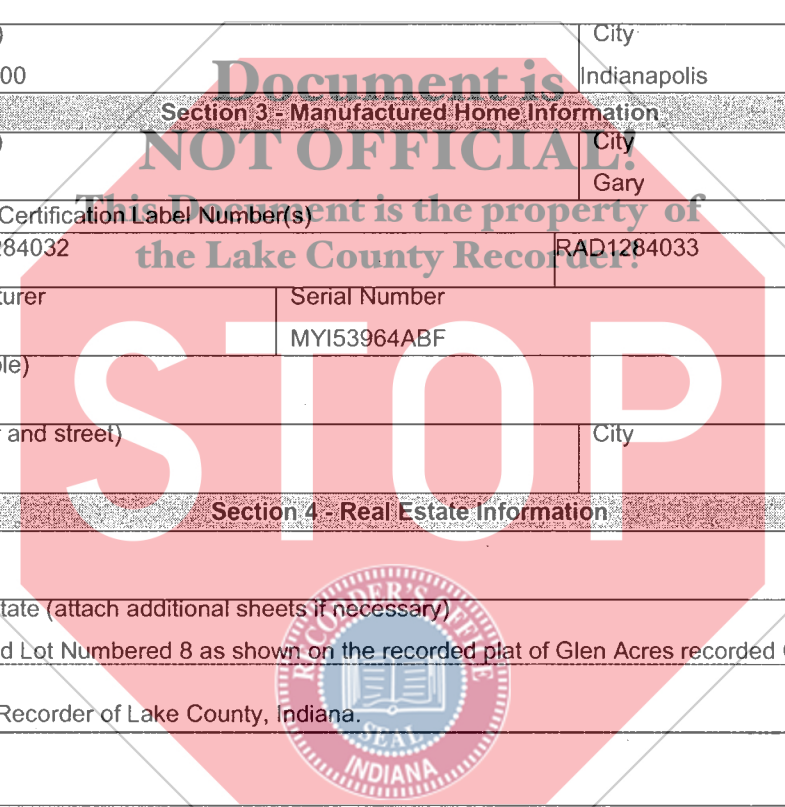 ) City
00 Indianapolis
Document is
Section 3 - Manufactured Home Information
NOT OFFICIAL!
) City
Gary
This Document is the property of
Certification Label Number(s)
284032 RAD1284033
the Lake County Recorder!
turer Serial Number
MYI53964ABF
ble)
STOP
r and street) City
Section 4 - Real Estate Information
tate (attach additional sheets if necessary)
d Lot Numbered 8 as shown on the recorded plat of Glen Acres recorded
Recorder of Lake County, Indiana.
RECORDER'S OFFICE
SEAL
INDIANA